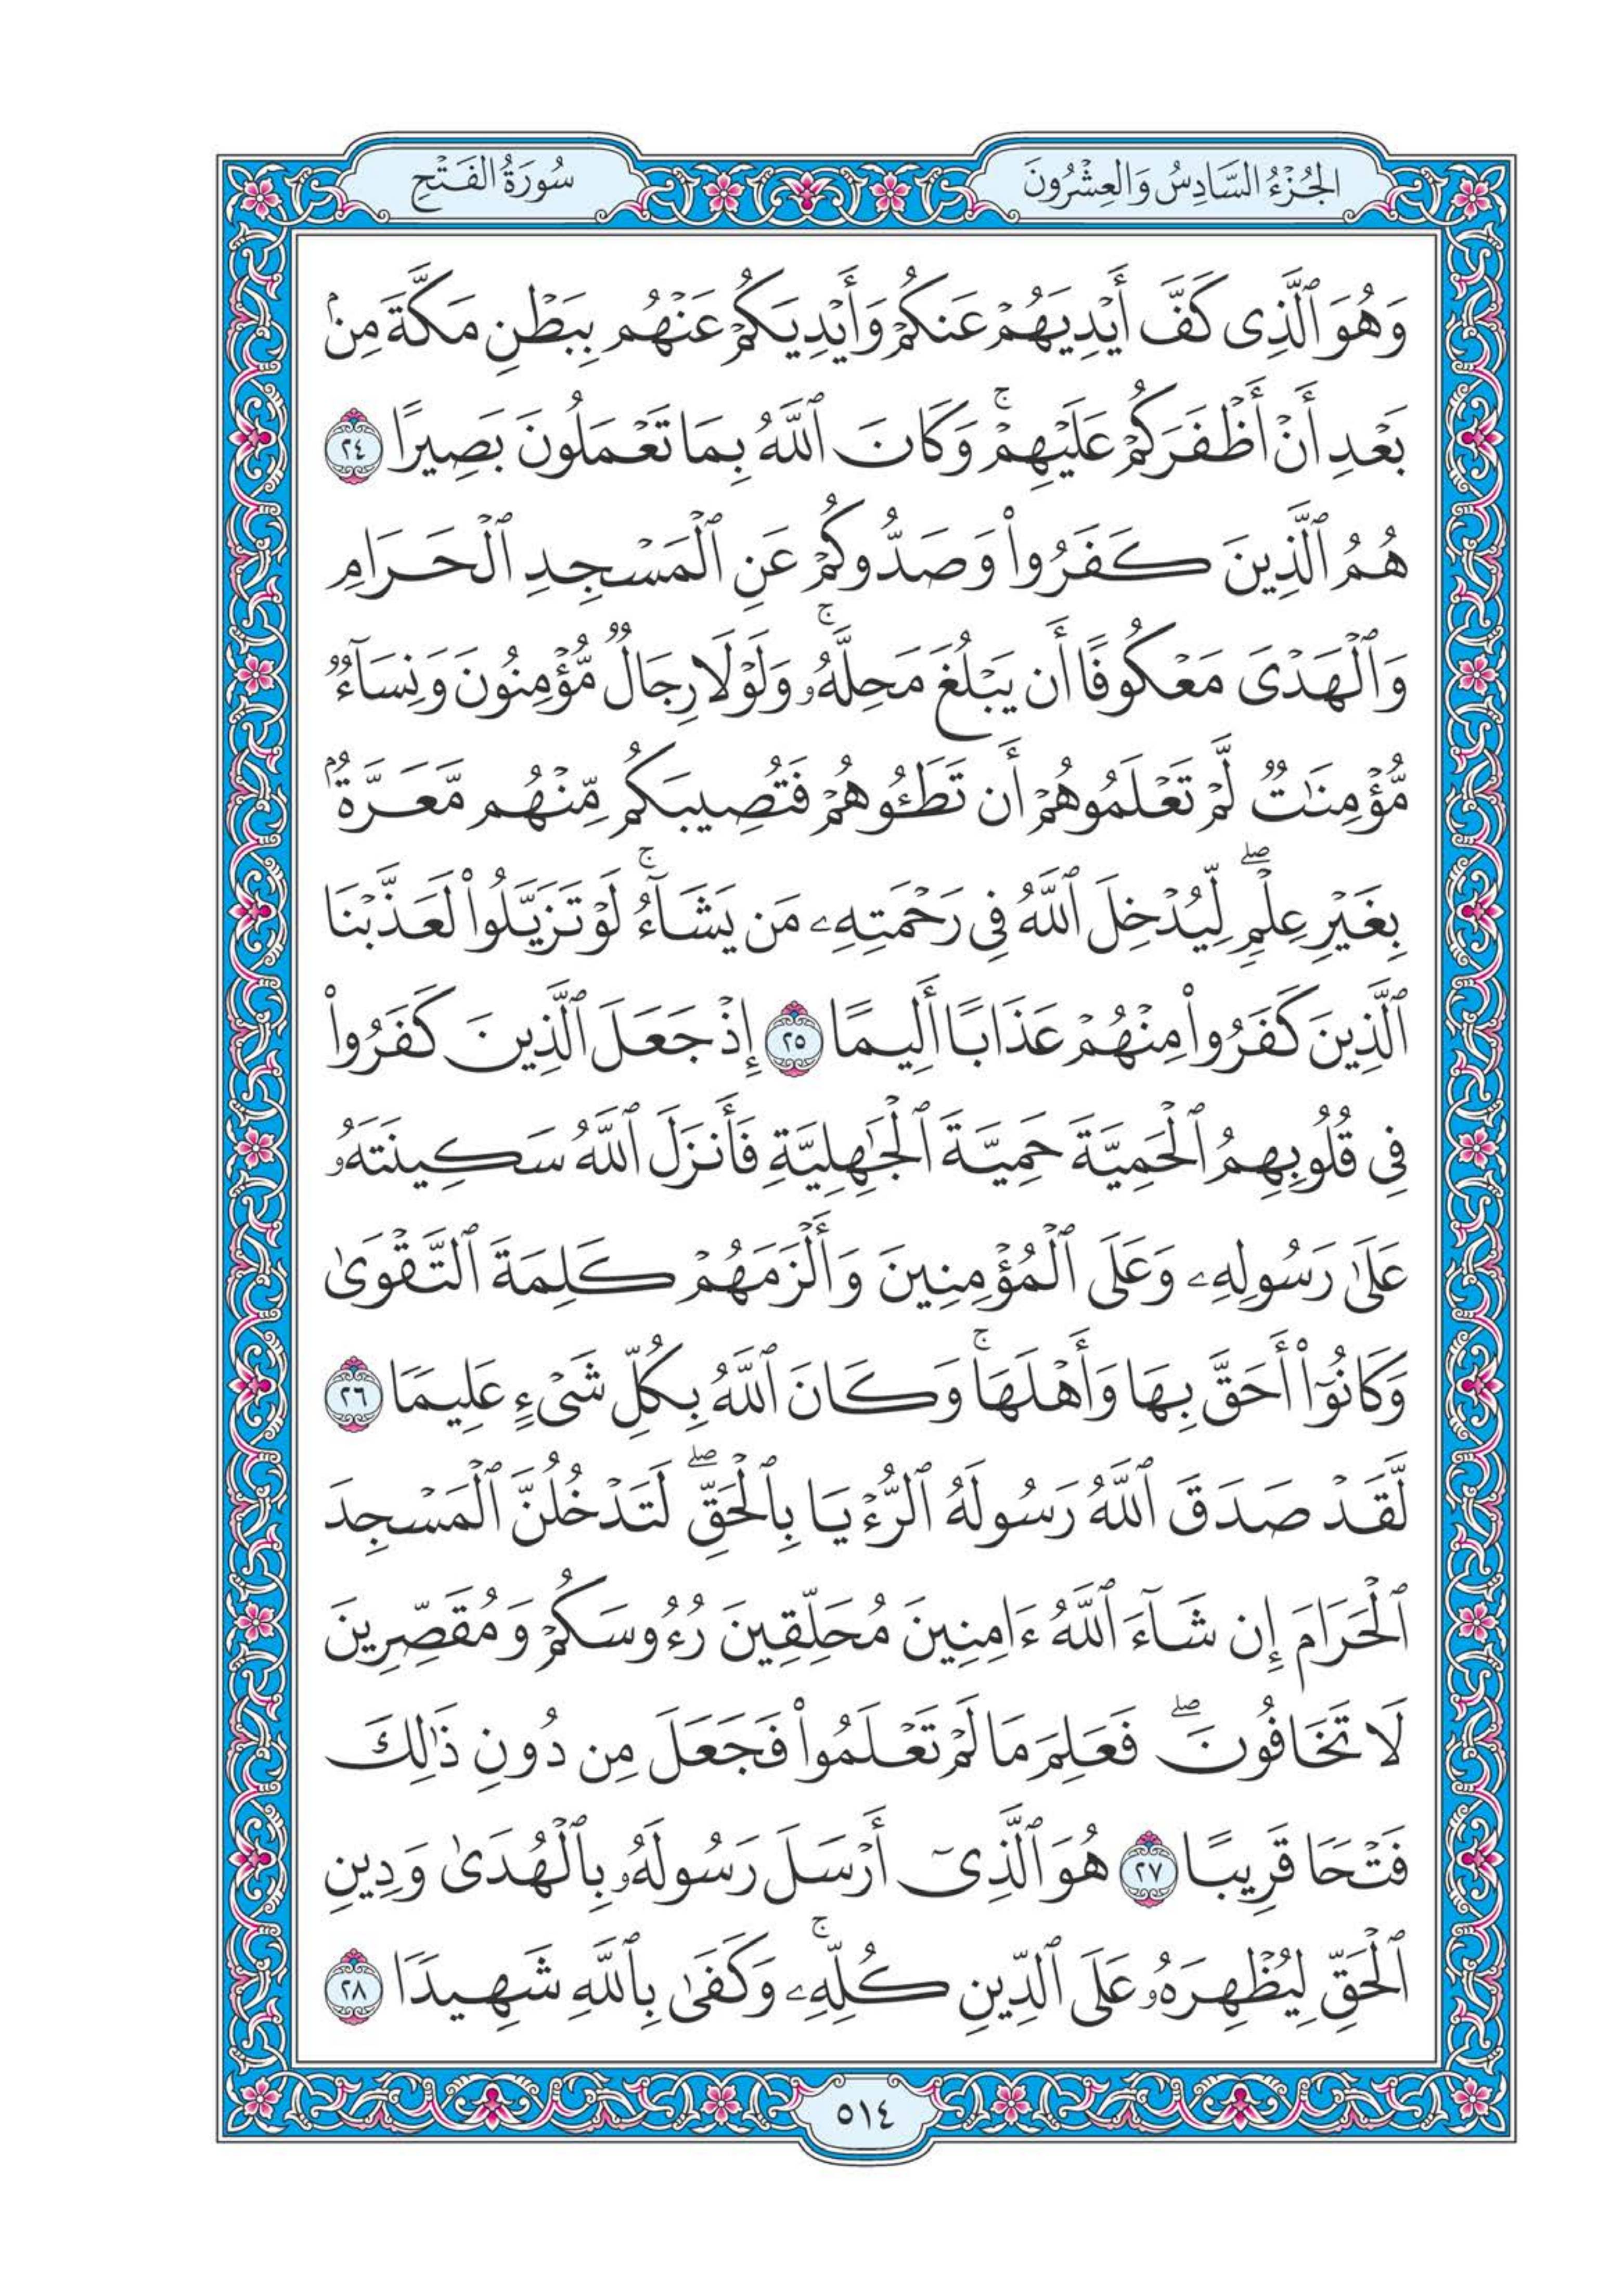 الجُزْءُ السَّادِسُ وَالعِشْرُونَ
سُورَةُ الفَتْحِ
وَهُوَ ٱلَّذِى كَفَّ أَيْدِيَهُمْ عَنكُمْ وَأَيْدِيَكُمْ عَنْهُم بِبَطْنِ مَكَّةَ مِنۢ
بَعْدِ أَنْ أَظْفَرَكُمْ عَلَيْهِمْ ۚ وَكَانَ ٱللَّهُ بِمَا تَعْمَلُونَ بَصِيرًا ٢٤
هُمُ ٱلَّذِينَ كَفَرُوا۟ وَصَدُّوكُمْ عَنِ ٱلْمَسْجِدِ ٱلْحَرَامِ
وَٱلْهَدْىَ مَعْكُوفًا أَن يَبْلُغَ مَحِلَّهُۥ ۚ وَلَوْلَا رِجَالٌ مُّؤْمِنُونَ وَنِسَآءٌ
مُّؤْمِنَـٰتٌ لَّمْ تَعْلَمُوهُمْ أَن تَطَـُٔوهُمْ فَتُصِيبَكُم مِّنْهُم مَّعَرَّةٌۢ
بِغَيْرِ عِلْمٍ ۖ لِّيُدْخِلَ ٱللَّهُ فِى رَحْمَتِهِۦ مَن يَشَآءُ ۚ لَوْ تَزَيَّلُوا۟ لَعَذَّبْنَا
ٱلَّذِينَ كَفَرُوا۟ مِنْهُمْ عَذَابًا أَلِيمًا ٢٥ إِذْ جَعَلَ ٱلَّذِينَ كَفَرُوا۟
فِى قُلُوبِهِمُ ٱلْحَمِيَّةَ حَمِيَّةَ ٱلْجَـٰهِلِيَّةِ فَأَنزَلَ ٱللَّهُ سَكِينَتَهُۥ
عَلَىٰ رَسُولِهِۦ وَعَلَى ٱلْمُؤْمِنِينَ وَأَلْزَمَهُمْ كَلِمَةَ ٱلتَّقْوَىٰ
وَكَانُوٓا۟ أَحَقَّ بِهَا وَأَهْلَهَا ۚ وَكَانَ ٱللَّهُ بِكُلِّ شَىْءٍ عَلِيمًا ٢٦
لَّقَدْ صَدَقَ ٱللَّهُ رَسُولَهُ ٱلرُّءْيَا بِٱلْحَقِّ ۖ لَتَدْخُلُنَّ ٱلْمَسْجِدَ
ٱلْحَرَامَ إِن شَآءَ ٱللَّهُ ءَامِنِينَ مُحَلِّقِينَ رُءُوسَكُمْ وَمُقَصِّرِينَ
لَا تَخَافُونَ ۖ فَعَلِمَ مَا لَمْ تَعْلَمُوا۟ فَجَعَلَ مِن دُونِ ذَٰلِكَ
فَتْحًا قَرِيبًا ٢٧ هُوَ ٱلَّذِىٓ أَرْسَلَ رَسُولَهُۥ بِٱلْهُدَىٰ وَدِينِ
ٱلْحَقِّ لِيُظْهِرَهُۥ عَلَى ٱلدِّينِ كُلِّهِۦ ۚ وَكَفَىٰ بِٱللَّهِ شَهِيدًا ٢٨
٥١٤